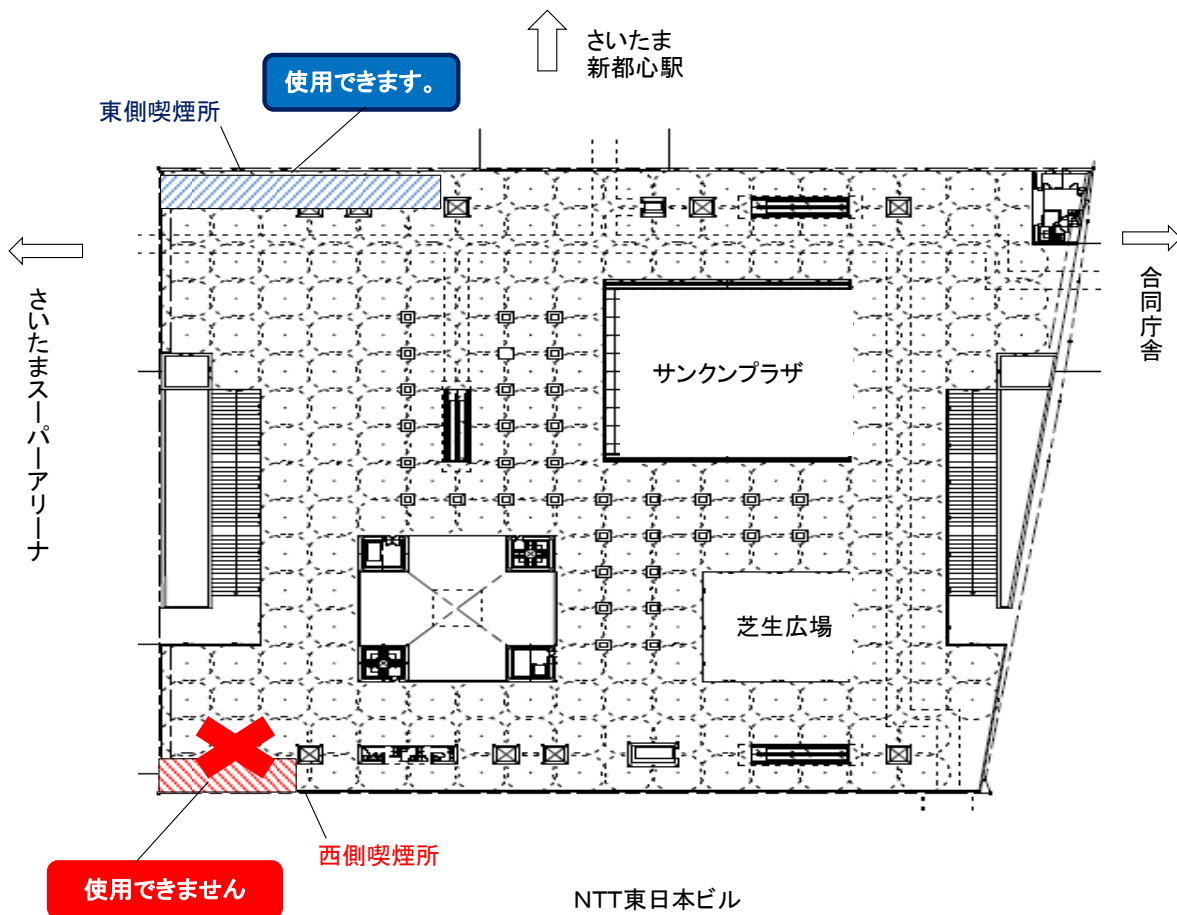 さいたま
新都心駅
使用できます。
東側喫煙所
さいたまスーパーアリーナ
合同庁舎
サンクンプラザ
芝生広場
西側喫煙所
使用できません
NTT東日本ビル